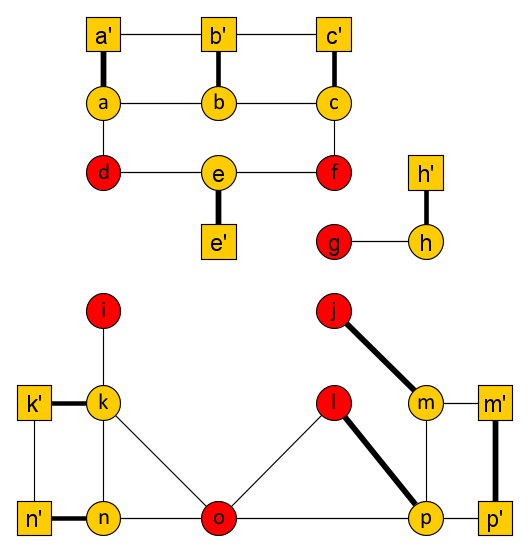 a' b' c'
a b c
d e f h'
e' g h
i j
k' k l m m'
n' n o p p'